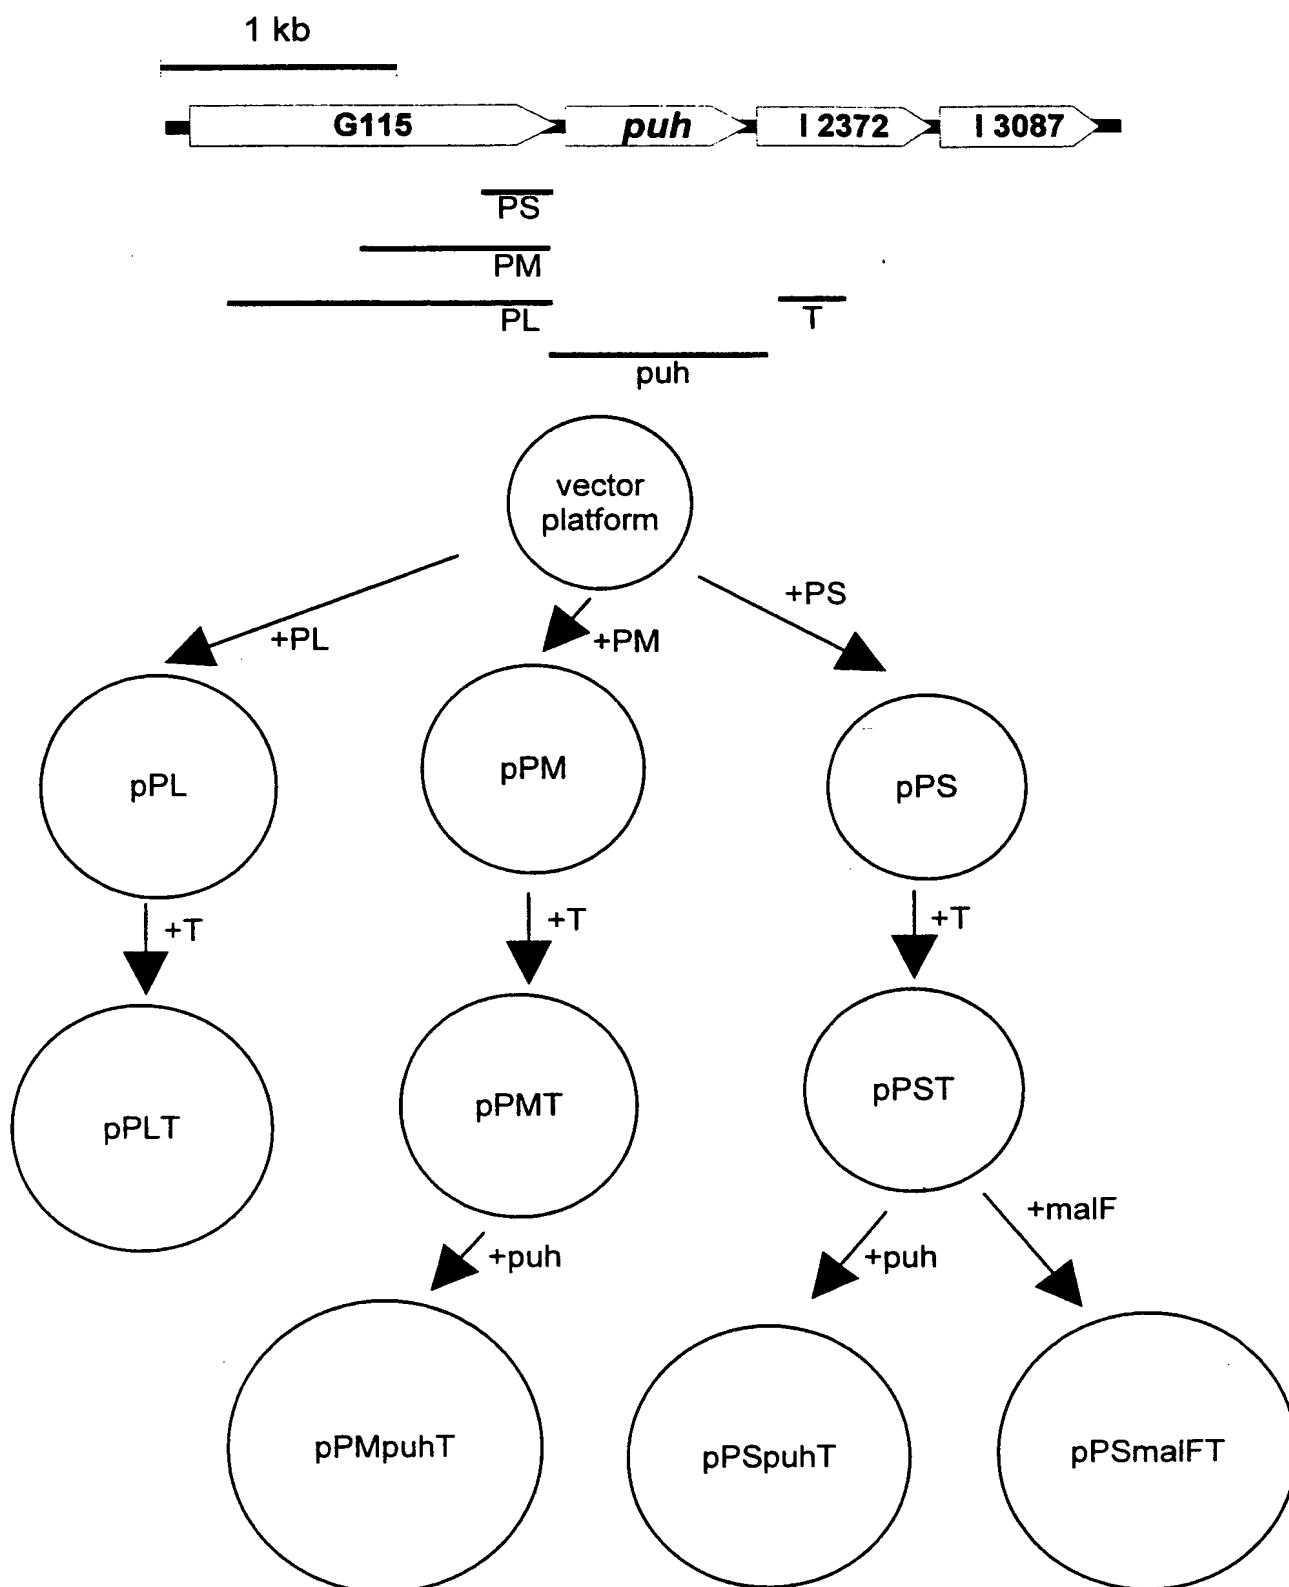 1 kb
G115
puh
I 2372
I 3087
PS
PM
PL
T
puh
vector
platform
+PL
+PM
+PS
pPL
pPM
pPS
+T
+T
+T
pPLT
pPMT
pPST
+puh
+puh
+malF
pPMpuhT
pPSpuhT
pPSmalFT